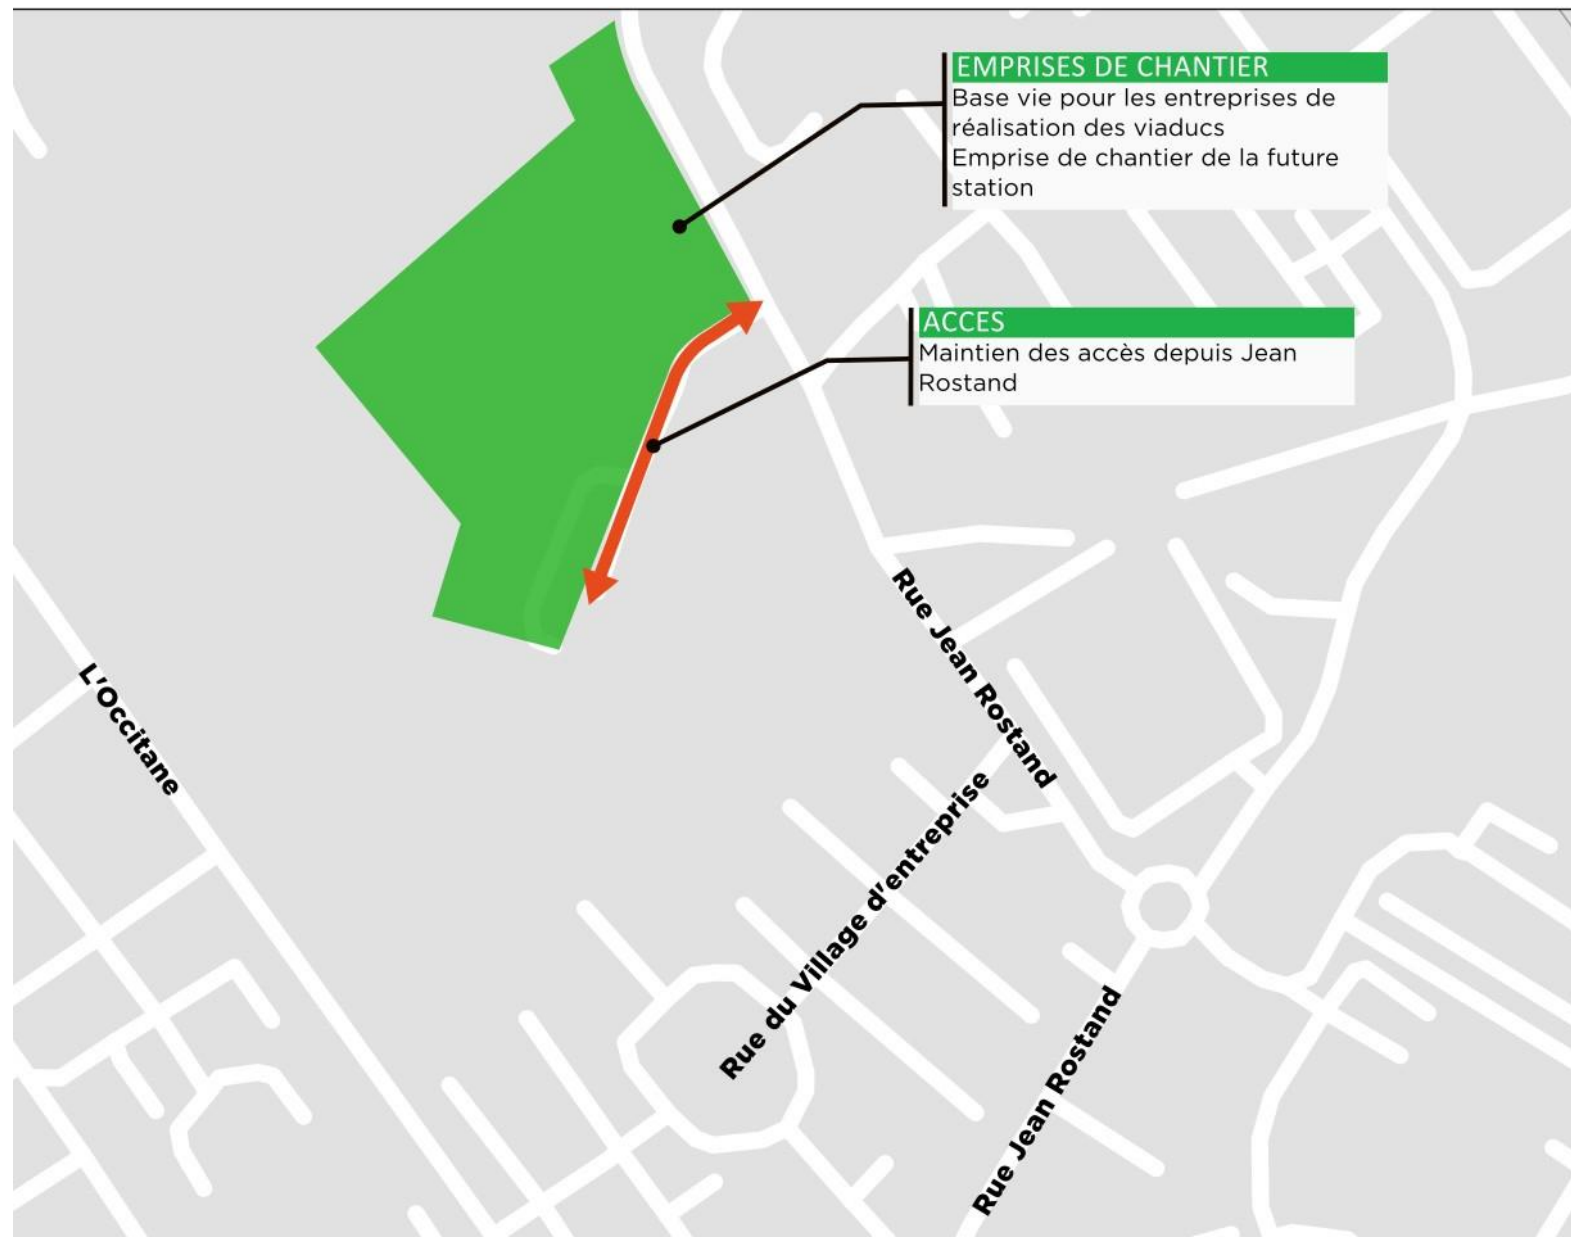 EMPRISES DE CHANTIER
Base vie pour les entreprises de
réalisation des viaducs
Emprise de chantier de la future
station
ACCES
Maintien des accès depuis Jean
Rostand
Rue Jean Rostand
L'Occitane
Rue du Village d'entreprise
Rue Jean Rostand